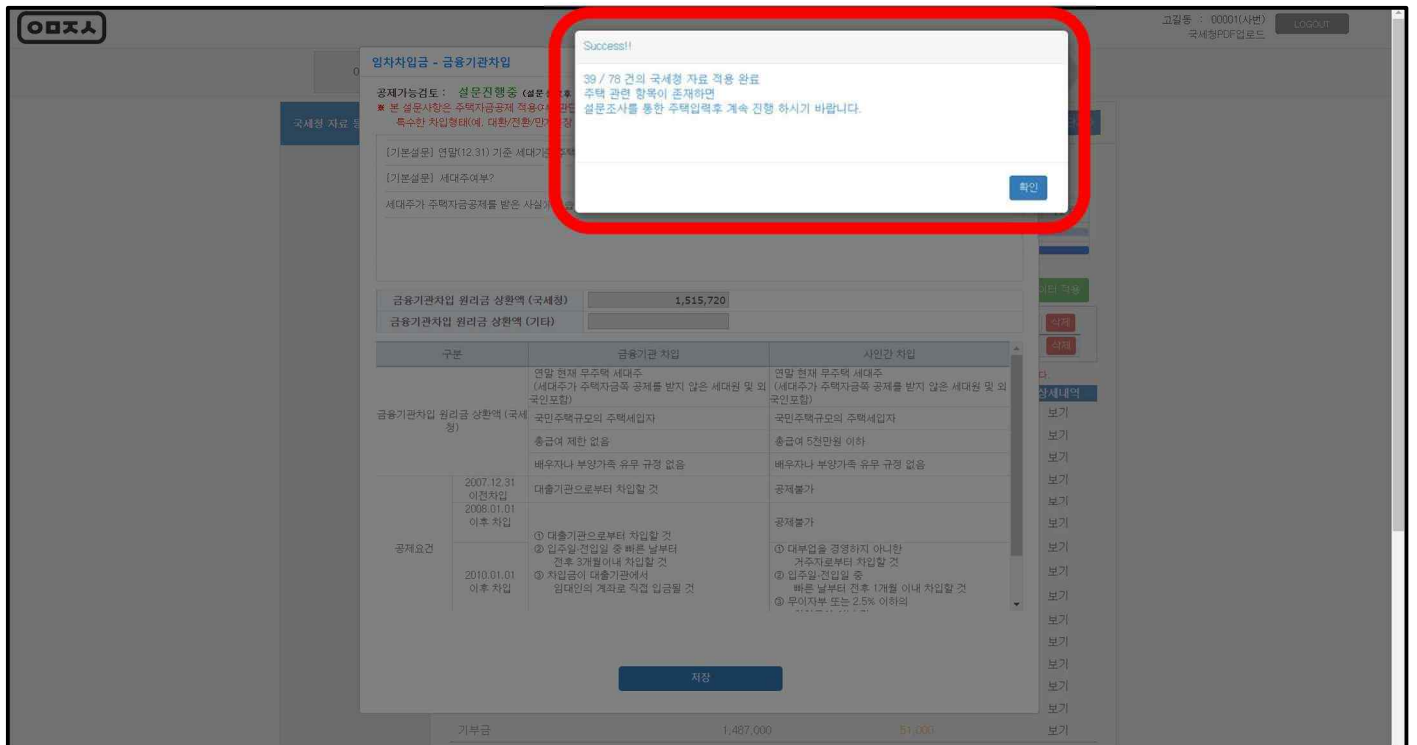 이모지사
고길동 : 00001(사번)
국세청PDF업로드
LOGOUT
Success!!
39 / 78 건의 국세청 자료 적용 완료
주택 관련 항목이 존재하면
설문조사를 통한 주택입력후 계속 진행 하시기 바랍니다.
확인
임차차입금 - 금융기관차입
공제가능검토 : 설문진행중
※ 본 설문사항은 주택자금공제
특수한 차입형태(예. 대환/전환/만기
국세청 자료
[기본설문] 연말(12.31) 기준
[기본설문] 세대주여부?
세대주가 주택자금공제를 받은
금융기관차입 원리금 상환액 (국세청) 1,515,720
금융기관차입 원리금 상환액 (기타)
삭제
삭제
구분 금융기관 차입 사인간 차입
상세내역
연말 현재 무주택 세대주 연말 현재 무주택 세대주
(세대주가 주택자금쪽 공제를 받지 않은 세대원 및 외 (세대주가 주택자금쪽 공제를 받지 않은 세대원 및 외
국인포함) 국인포함)
금융기관차입 원리금 상환액 (국세
청)
국민주택규모의 주택세입자 국민주택규모의 주택세입자
총급여 제한 없음 총급여 5천만원 이하
배우자나 부양가족 유무 규정 없음 배우자나 부양가족 유무 규정 없음
공제요건
2007.12.31
이전차입
대출기관으로부터 차입할 것 공제불가
2008.01.01
이후 차입
공제불가
2010.01.01
이후 차입
① 대출기관으로부터 차입할 것
② 입주일·전입일 중 빠른 날부터
전후 3개월이내 차입할 것
③ 차입금이 대출기관에서
임대인의 계좌로 직접 입금될 것
① 대부업을 경영하지 아니한
거주자로부터 차입할 것
② 입주일·전입일 중
빠른 날부터 전후 1개월 이내 차입할 것
③ 무이자부 또는 2.5% 이하의
보기
보기
보기
보기
보기
보기
보기
보기
보기
보기
보기
보기
보기
보기
저장
기부금 1,487,000 51,000 보기